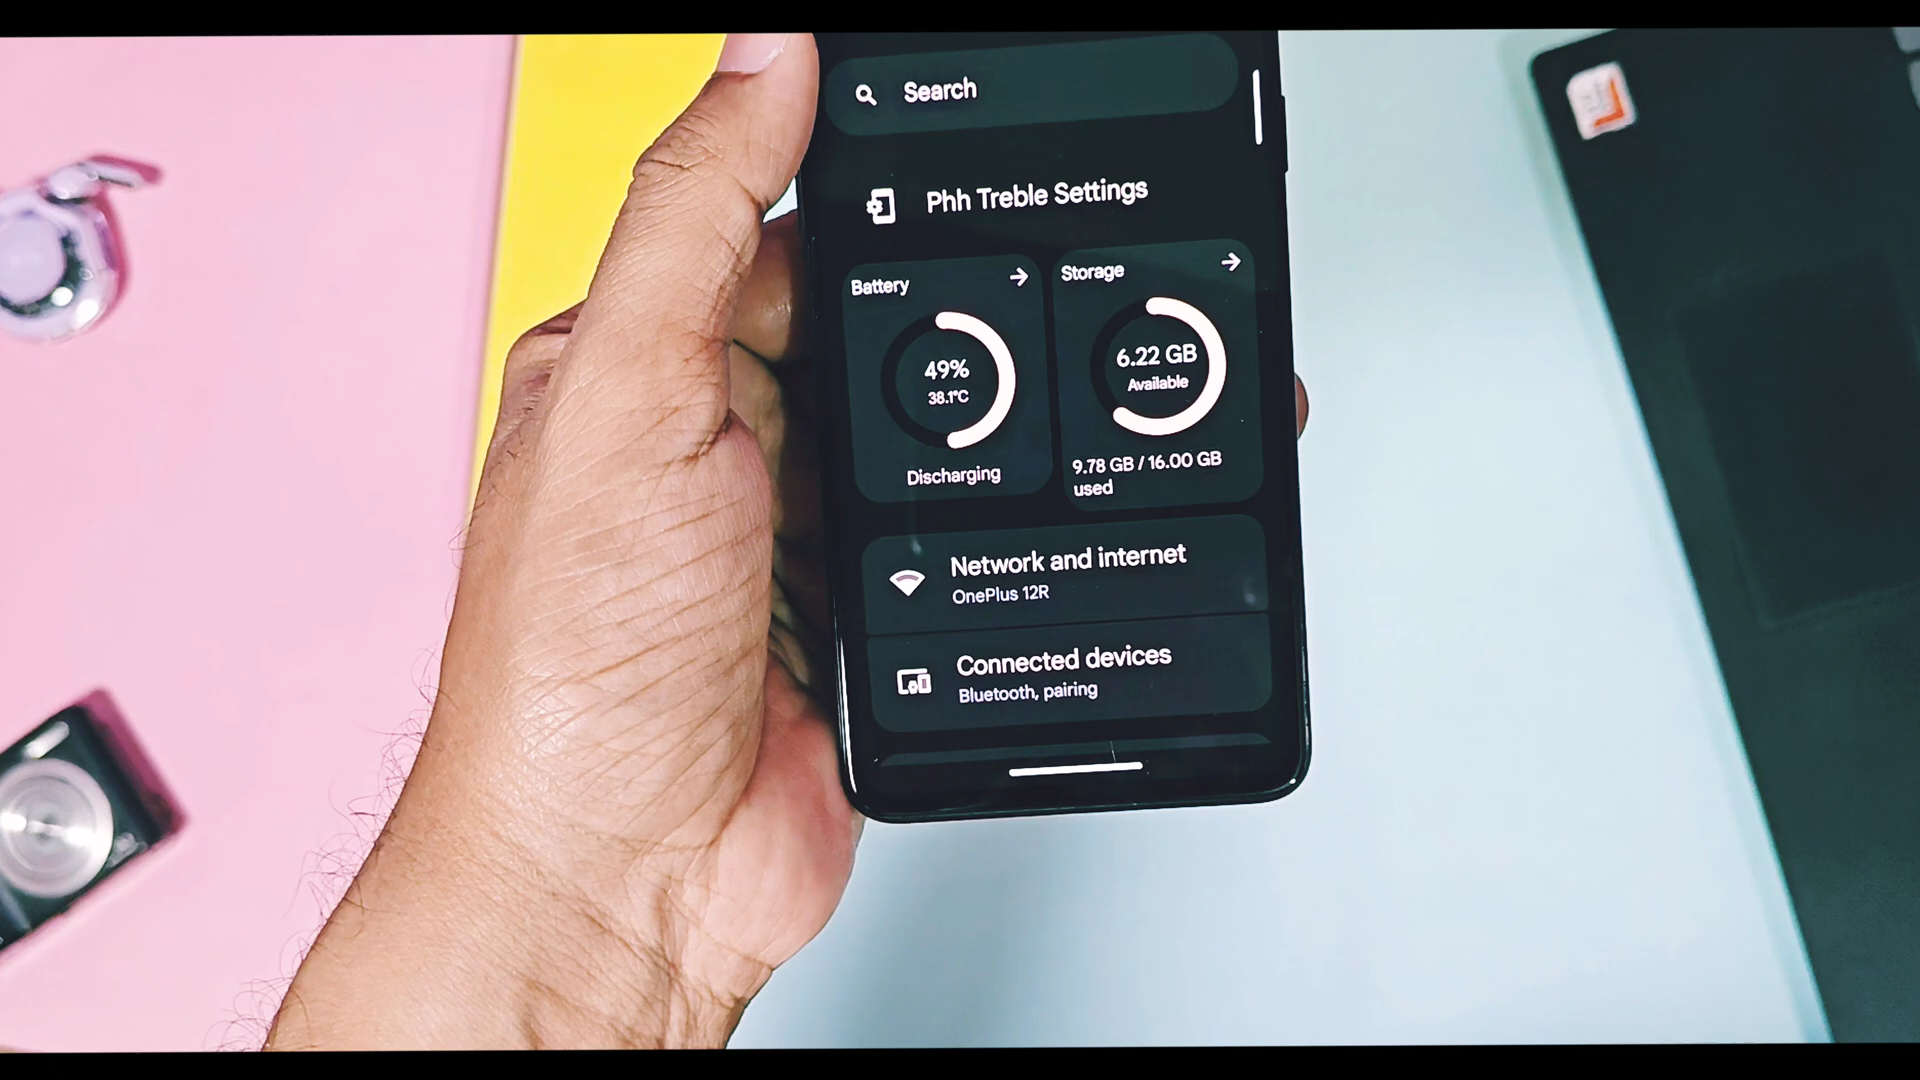 Search
Phh Treble Settings
Battery
49%
38.1°C
Discharging
Storage
6.22 GB
Available
9.78 GB / 16.00 GB
used
Network and internet
OnePlus 12R
Connected devices
Bluetooth, pairing